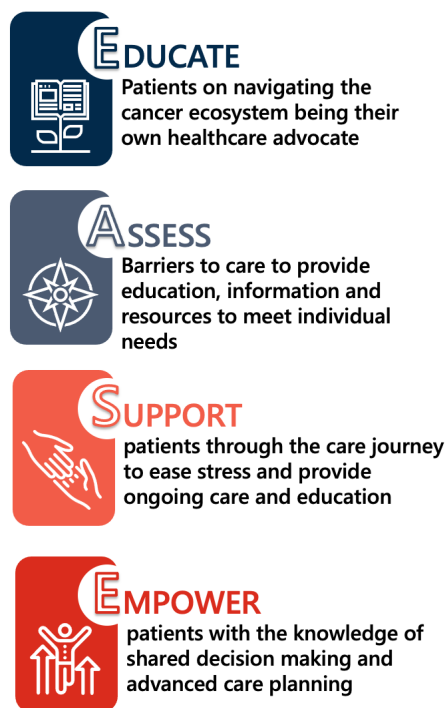 EDUCATE
Patients on navigating the
cancer ecosystem being their
own healthcare advocate
ASSESS
Barriers to care to provide
education, information and
resources to meet individual
needs
SUPPORT
patients through the care journey
to ease stress and provide
ongoing care and education
EMPOWER
patients with the knowledge of
shared decision making and
advanced care planning